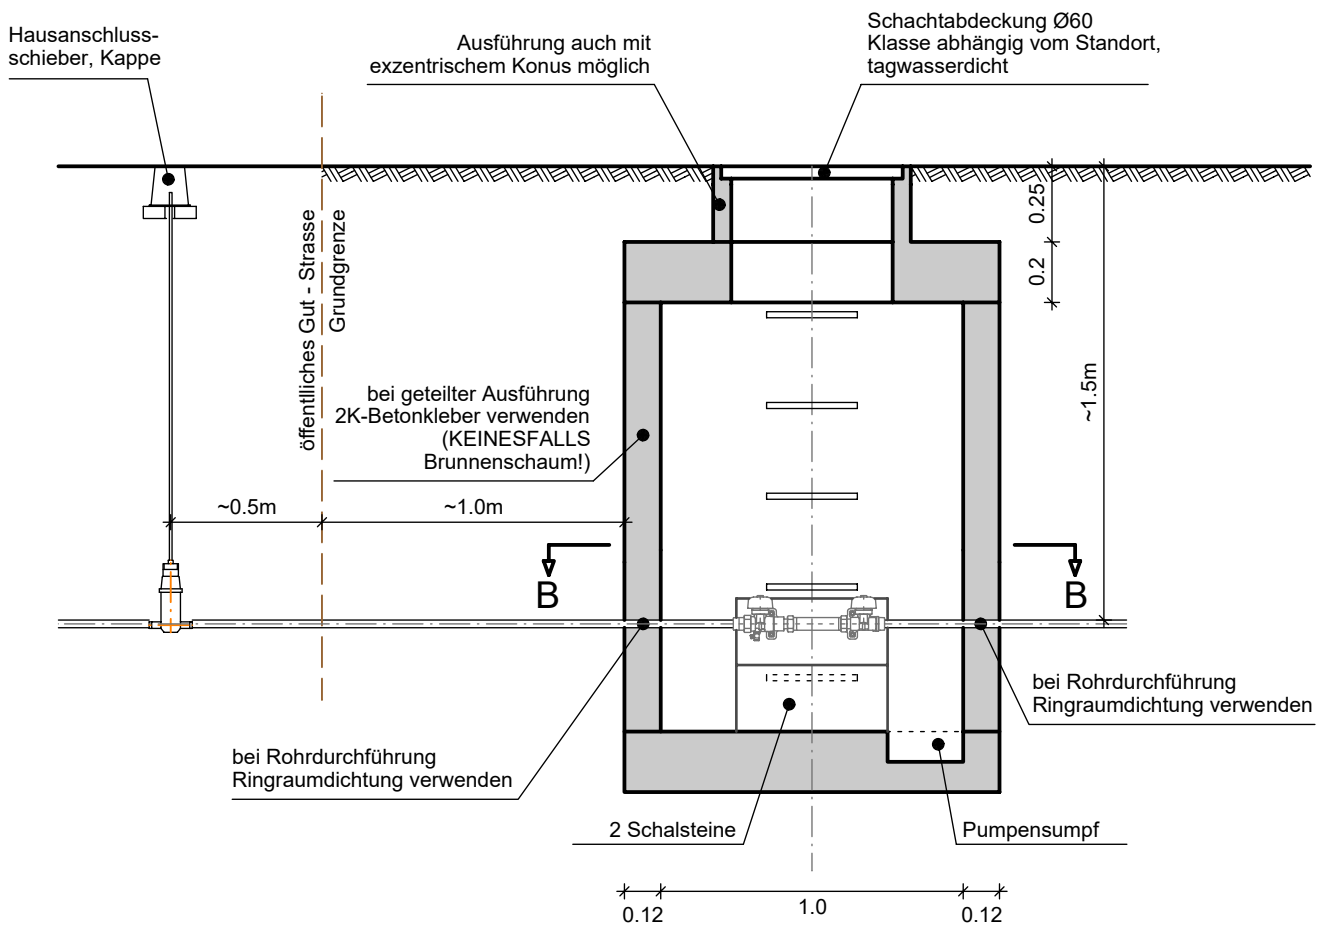 Hausanschluss-
schieber, Kappe
Ausführung auch mit
exzentrischem Konus möglich
Schachtabdeckung Ø60
Klasse abhängig vom Standort,
tagwasserdicht
0.25
0.2
~1.5m
öffentlliches Gut - Strasse
Grundgrenze
bei geteilter Ausführung
2K-Betonkleber verwenden
(KEINESFALLS
Brunnenschaum!)
~0.5m
~1.0m
B
B
bei Rohrdurchführung
Ringraumdichtung verwenden
bei Rohrdurchführung
Ringraumdichtung verwenden
2 Schalsteine
Pumpensumpf
0.12
1.0
0.12